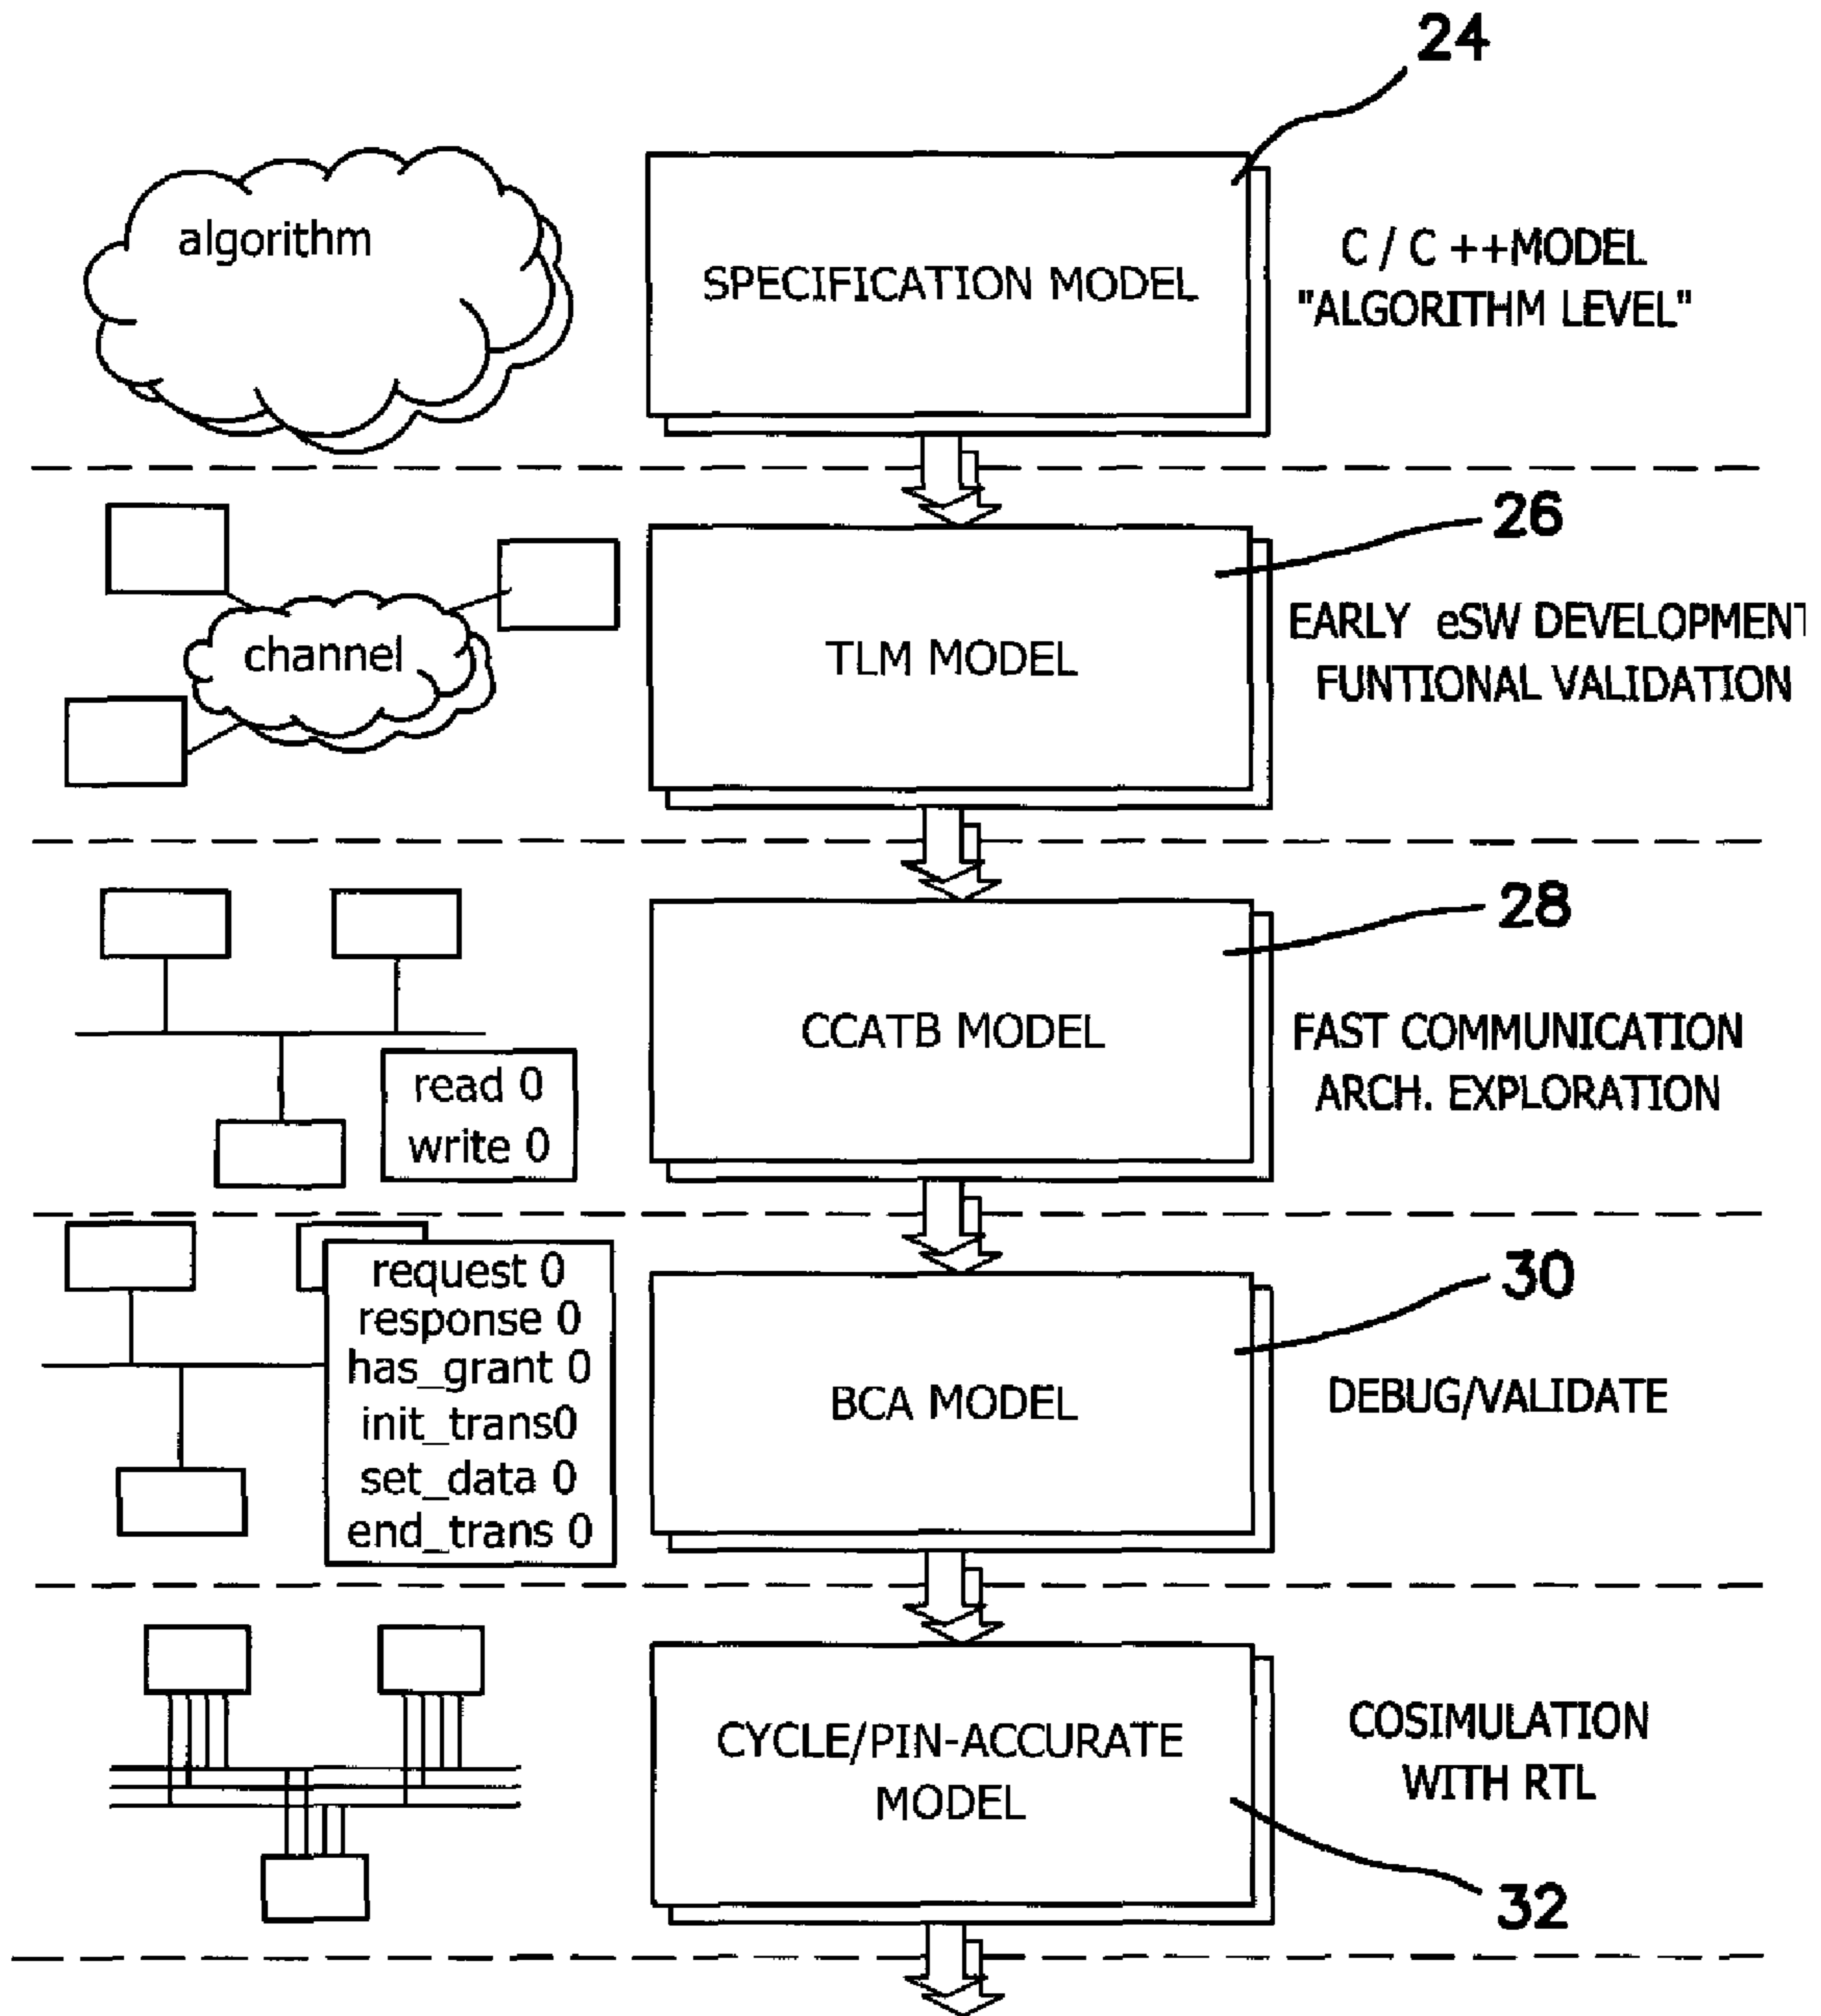 24
algorithm
SPECIFICATION MODEL
C / C ++MODEL
"ALGORITHM LEVEL"
26
channel
TLM MODEL
EARLY eSW DEVELOPMENT
FUNTIONAL VALIDATION
28
read 0
write 0
CCATB MODEL
FAST COMMUNICATION
ARCH. EXPLORATION
30
request 0
response 0
has_grant 0
init_trans0
set_data 0
end_trans 0
BCA MODEL
DEBUG/VALIDATE
CYCLE/PIN-ACCURATE
MODEL
COSIMULATION
WITH RTL
32